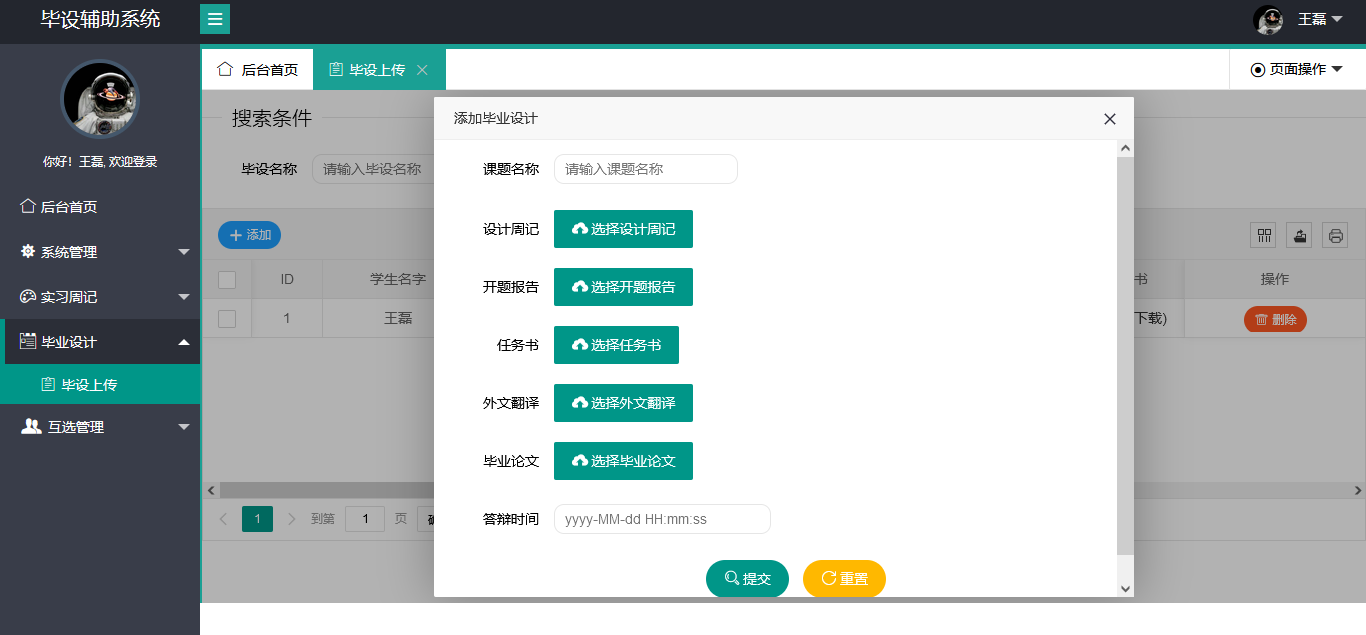 毕设辅助系统
王磊
你好！王磊, 欢迎登录
后台首页
系统管理
实习周记
毕业设计
毕设上传
互选管理
后台首页
毕设上传
页面操作
搜索条件
毕设名称 请输入毕设名称
添加
ID 学生名字 书 操作
1 王磊 下载) 删除
1 到第 1 页
添加毕业设计
课题名称 请输入课题名称
设计周记 选择设计周记
开题报告 选择开题报告
任务书 选择任务书
外文翻译 选择外文翻译
毕业论文 选择毕业论文
答辩时间 yyyy-MM-dd HH:mm:ss
提交 重置